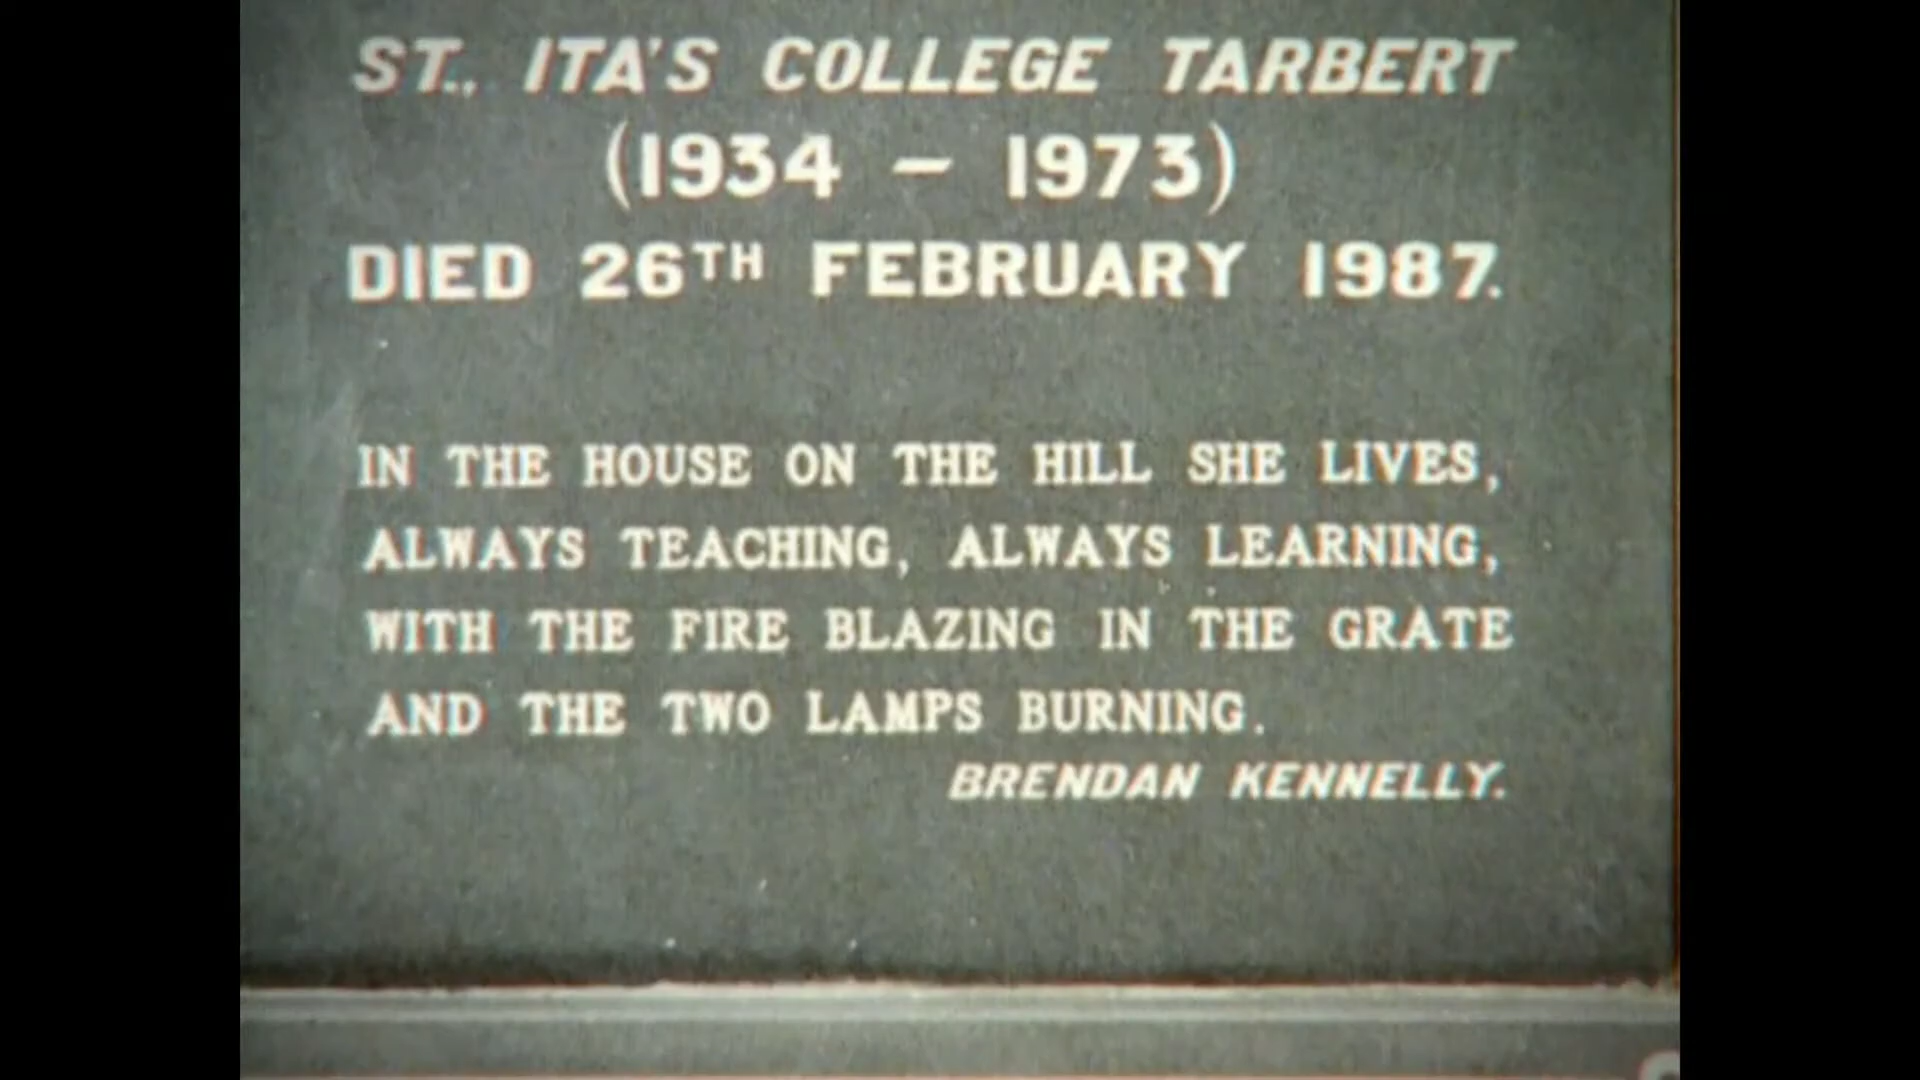 ST., ITA'S COLLEGE TARBERT
(1934 - 1973)
DIED 26TH FEBRUARY 1987.
IN THE HOUSE ON THE HILL SHE LIVES,
ALWAYS TEACHING, ALWAYS LEARNING,
WITH THE FIRE BLAZING IN THE GRATE
AND THE TWO LAMPS BURNING.
BRENDAN KENNELLY.